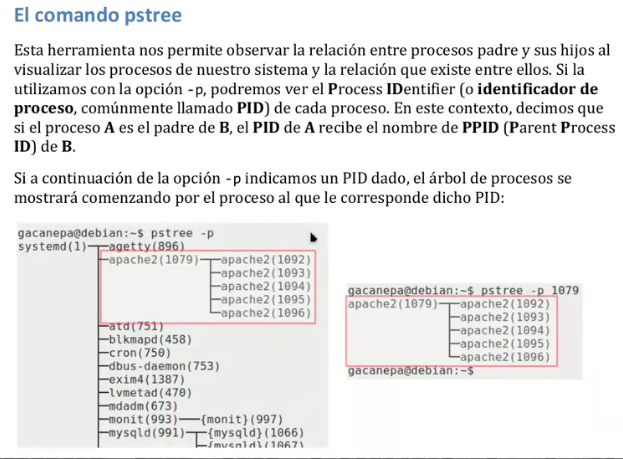 El comando pstree
Esta herramienta nos permite observar la relación entre procesos padre y sus hijos al
visualizar los procesos de nuestro sistema y la relación que existe entre ellos. Si la
utilizamos con la opción -p, podremos ver el Process IDentifier (o identificador de
proceso, comúnmente llamado PID) de cada proceso. En este contexto, decimos que
si el proceso A es el padre de B, el PID de A recibe el nombre de PPID (Parent Process
ID) de B.
Si a continuación de la opción -p indicamos un PID dado, el árbol de procesos se
mostrará comenzando por el proceso al que le corresponde dicho PID:
gacanepa@debian:~$ pstree -p
systemd(1)─┬─agetty(896)
├─apache2(1079)─┬─apache2(1092)
├─apache2(1093)
├─apache2(1094)
├─apache2(1095)
└─apache2(1096)
├─atd(751)
├─blkmapd(458)
├─cron(750)
├─dbus-daemon(753)
├─exim4(1387)
├─lvmetad(470)
├─mdadm(673)
├─monit(993)───{monit}(997)
├─mysqld(991)─┬─{mysqld}(1066)
├─{mysqld}(1067)
gacanepa@debian:~$ pstree -p 1079
apache2(1079)─┬─apache2(1092)
├─apache2(1093)
├─apache2(1094)
├─apache2(1095)
└─apache2(1096)
gacanepa@debian:~$